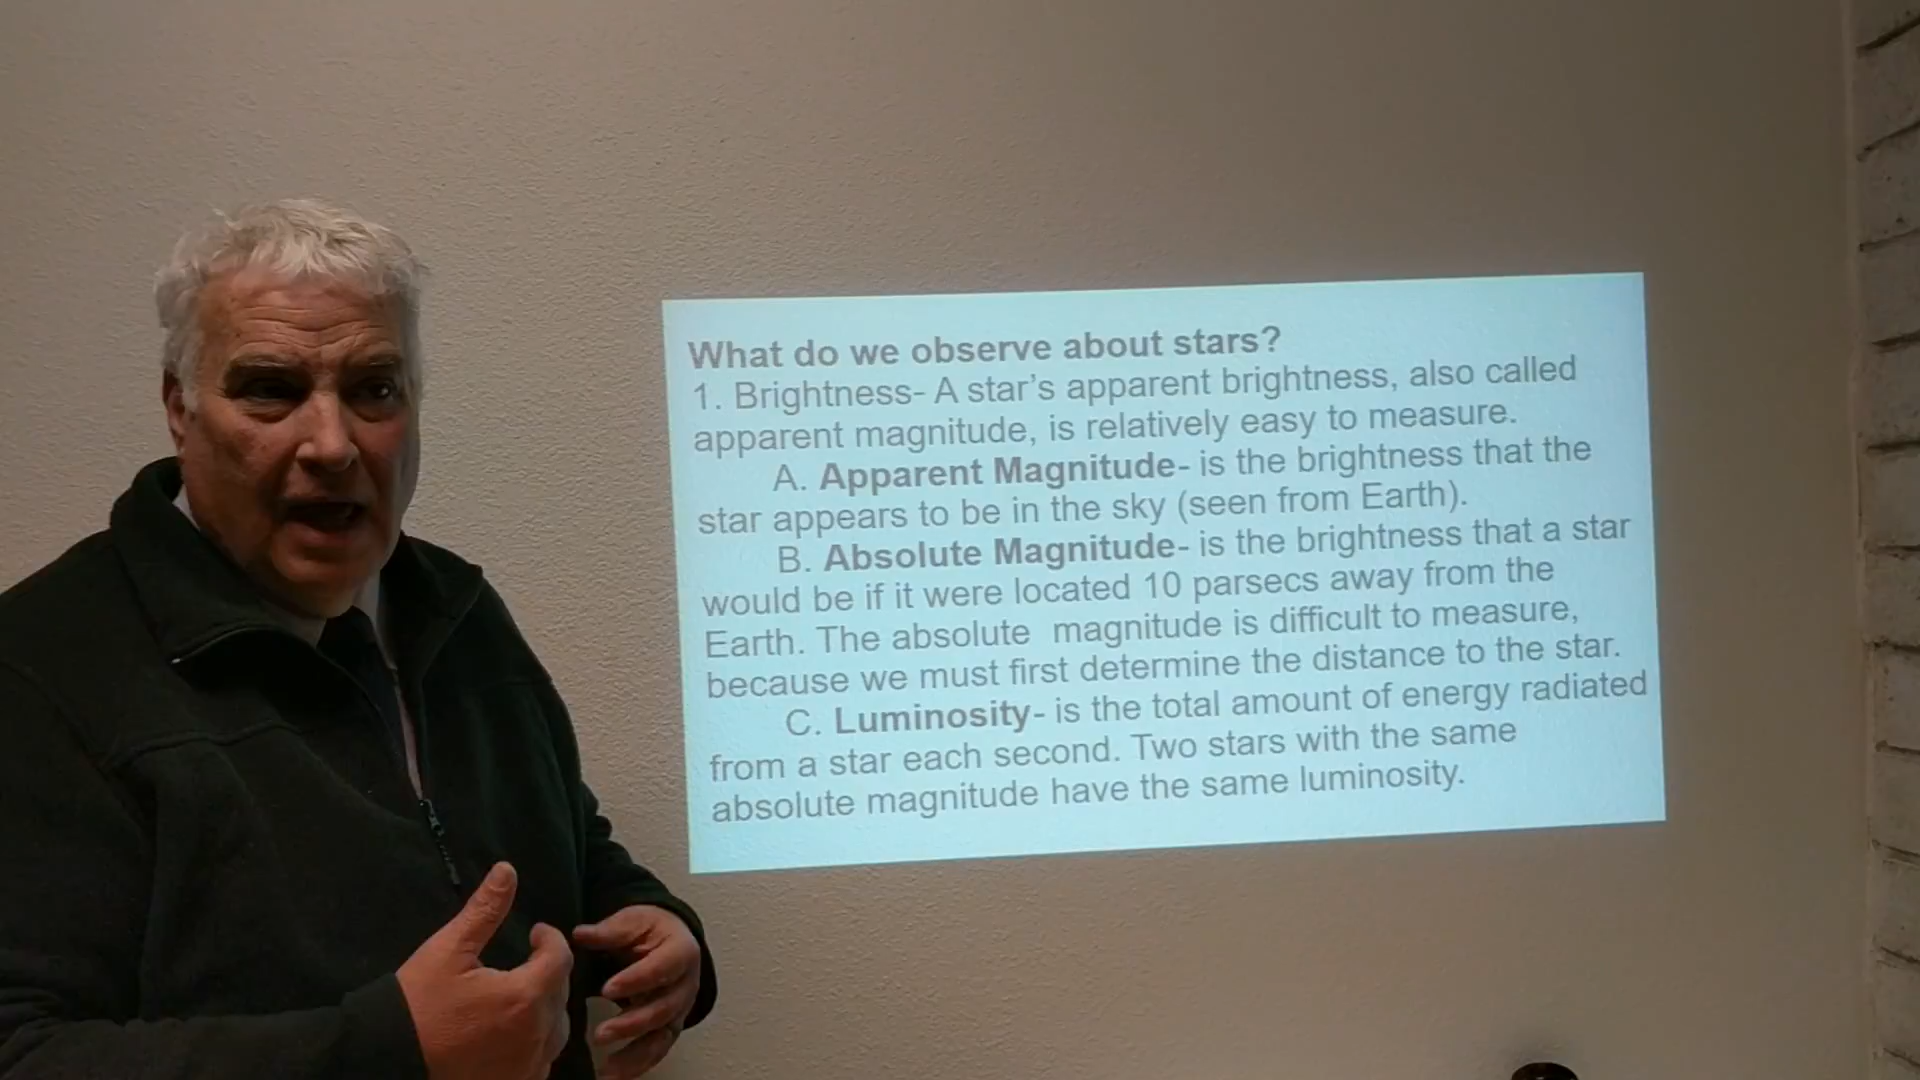 What do we observe about stars?
1. Brightness- A star's apparent brightness, also called
apparent magnitude, is relatively easy to measure.
A. Apparent Magnitude- is the brightness that the
star appears to be in the sky (seen from Earth).
B. Absolute Magnitude- is the brightness that a star
would be if it were located 10 parsecs away from the
Earth. The absolute magnitude is difficult to measure,
because we must first determine the distance to the star.
C. Luminosity- is the total amount of energy radiated
from a star each second. Two stars with the same
absolute magnitude have the same luminosity.